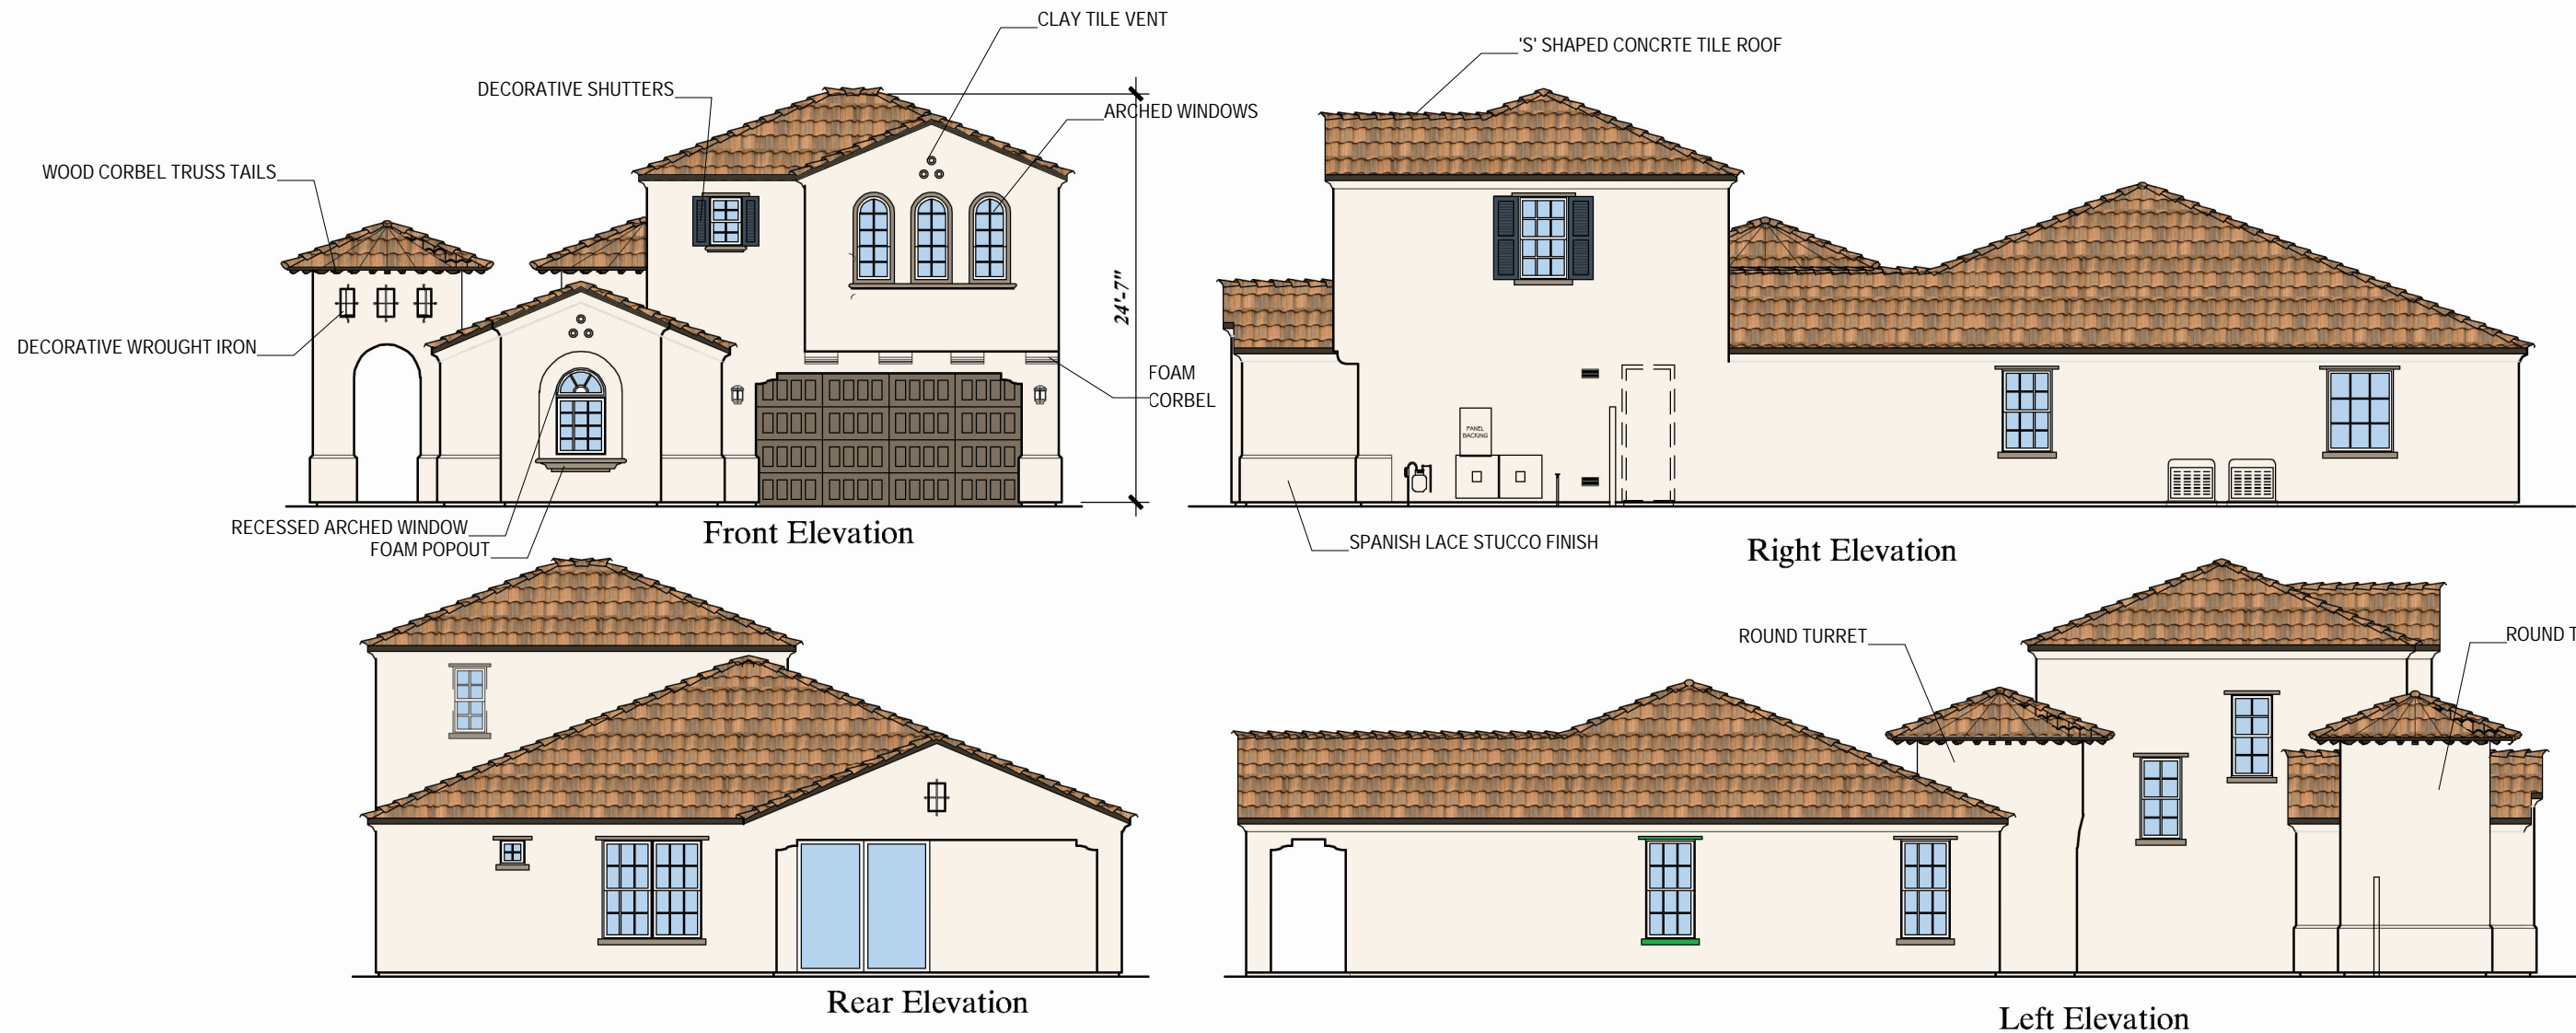 CLAY TILE VENT
'S' SHAPED CONCRTE TILE ROOF
DECORATIVE SHUTTERS
ARCHED WINDOWS
WOOD CORBEL TRUSS TAILS
24'-7"
DECORATIVE WROUGHT IRON
FOAM
CORBEL
PANEL
BACKING
RECESSED ARCHED WINDOW
FOAM POPOUT
Front Elevation
SPANISH LACE STUCCO FINISH
Right Elevation
ROUND TURRET
ROUND T
Rear Elevation
Left Elevation